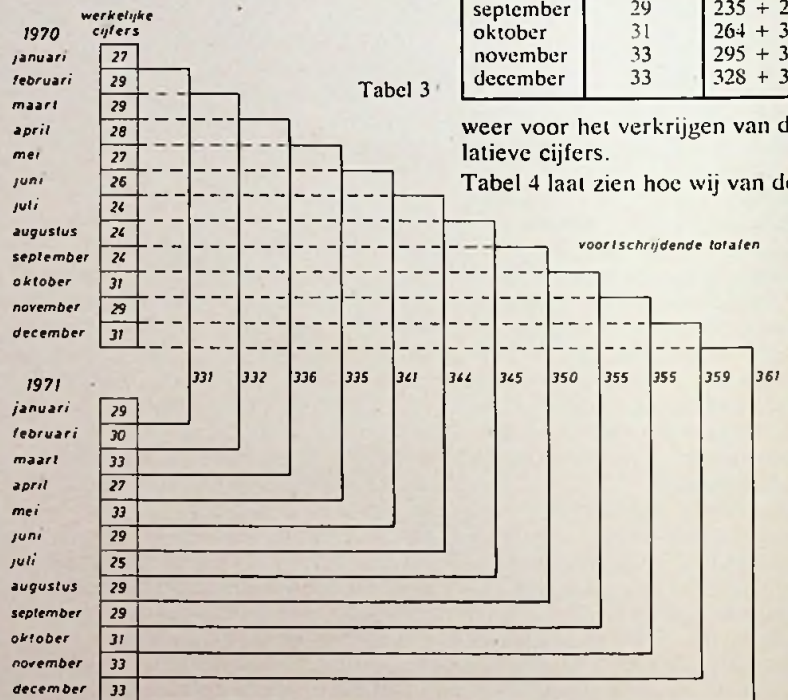 september 29 235 + 2
oktober 31 264 + 3
november 33 295 + 3
december 33 328 + 3
Tabel 3
weer voor het verkrijgen van d
latieve cijfers.
Tabel 4 laat zien hoe wij van de
werkelijke
1970 cijfers
januari 27
februari 29
maart 29
april 28
mei 27
juni 26
juli 24
augustus 24
september 24
oktober 31
november 29
december 31
voortschrijdende totalen
331 332 336 335 341 344 345 350 355 355 359 361
1971
januari 29
februari 30
maart 33
april 27
mei 33
juni 29
juli 25
augustus 29
september 29
oktober 31
november 33
december 33